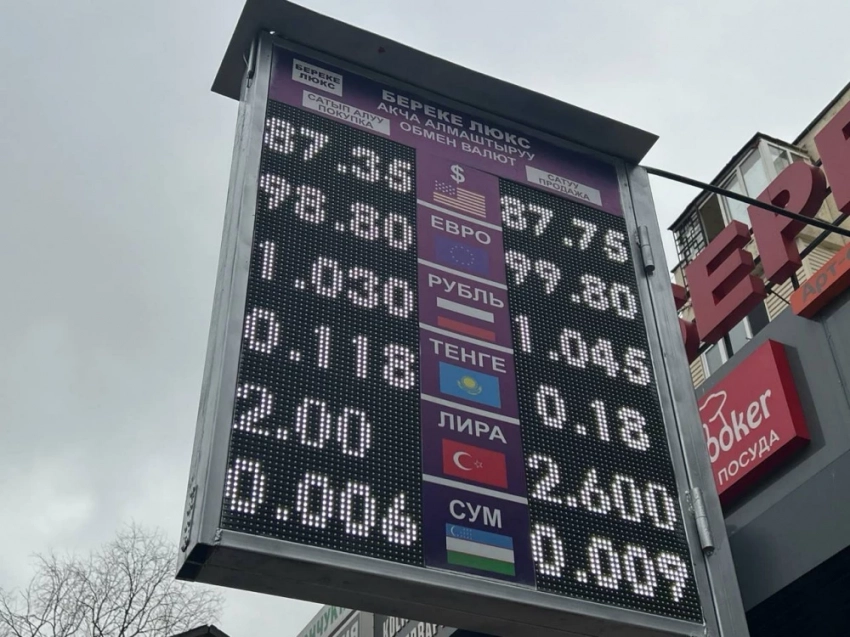 БЕРЕКЕ
ЛЮКС
БЕРЕКЕ ЛЮКС
АКЧА АЛМАШТЫРУУ
ОБМЕН ВАЛЮТ
САТЫП АЛУУ
ПОКУПКА
САТУУ
ПРОДАЖА
87.35 $ 87.75
98.80 ЕВРО 99.80
1.030 РУБЛЬ 1.045
0.118 ТЕНГЕ 0.18
2.00 ЛИРА 2.600
0.006 СУМ 0.009
ПОСУДА